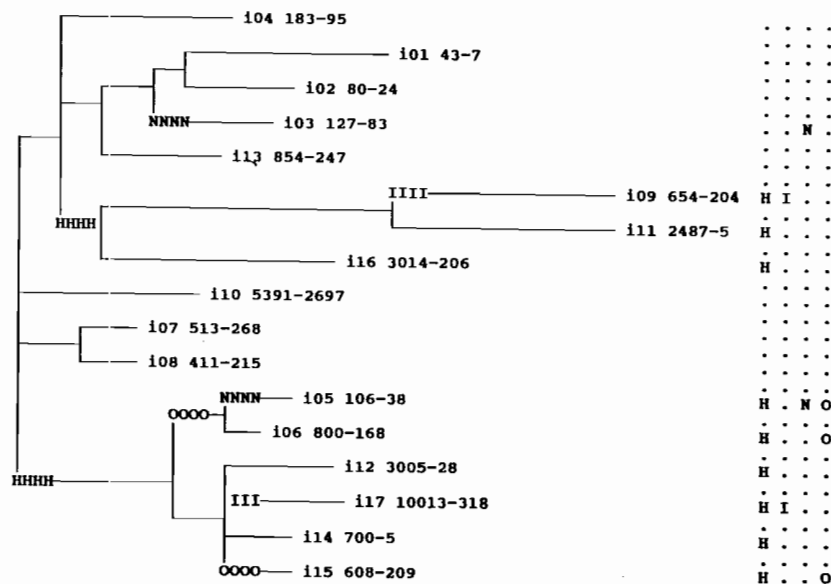 i04 183-95
i01 43-7
i02 80-24
NNNN i03 127-83 N
i13 854-247
IIII i09 654-204 H I
HHHH i11 2487-5 H
i16 3014-206 H
i10 5391-2697
i07 513-268
i08 411-215
NNNN i05 106-38 H . N O
OOOO i06 800-168 H . . O
i12 3005-28 H
HHHH III i17 10013-318 H I . .
i14 700-5 H
OOOO i15 608-209 H . . O